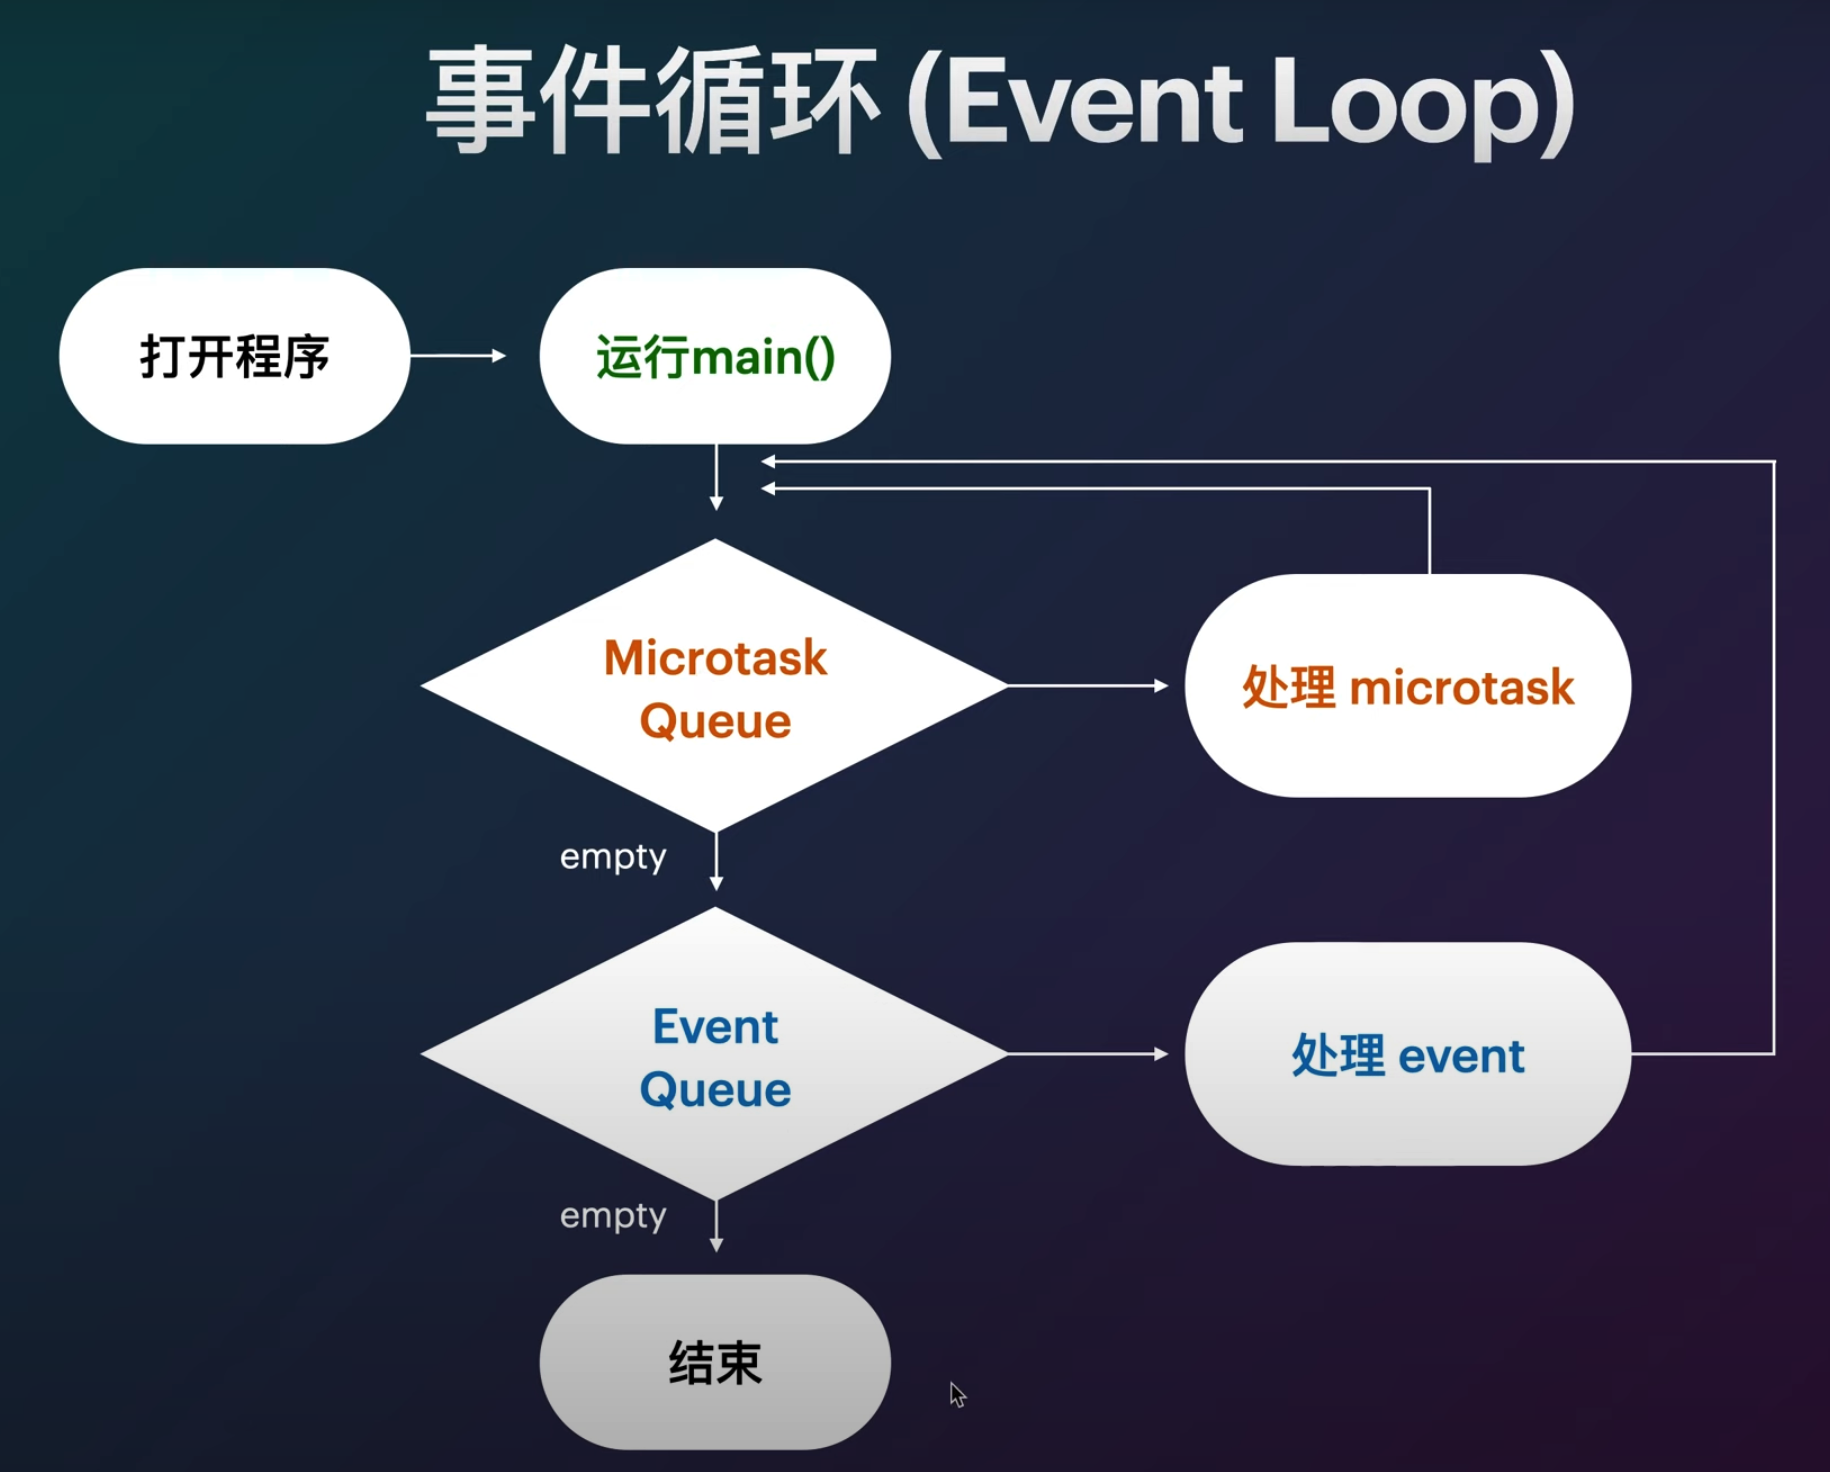 事件循环 (Event Loop)
打开程序
运行main()
Microtask
Queue
处理 microtask
empty
Event
Queue
处理 event
empty
结束